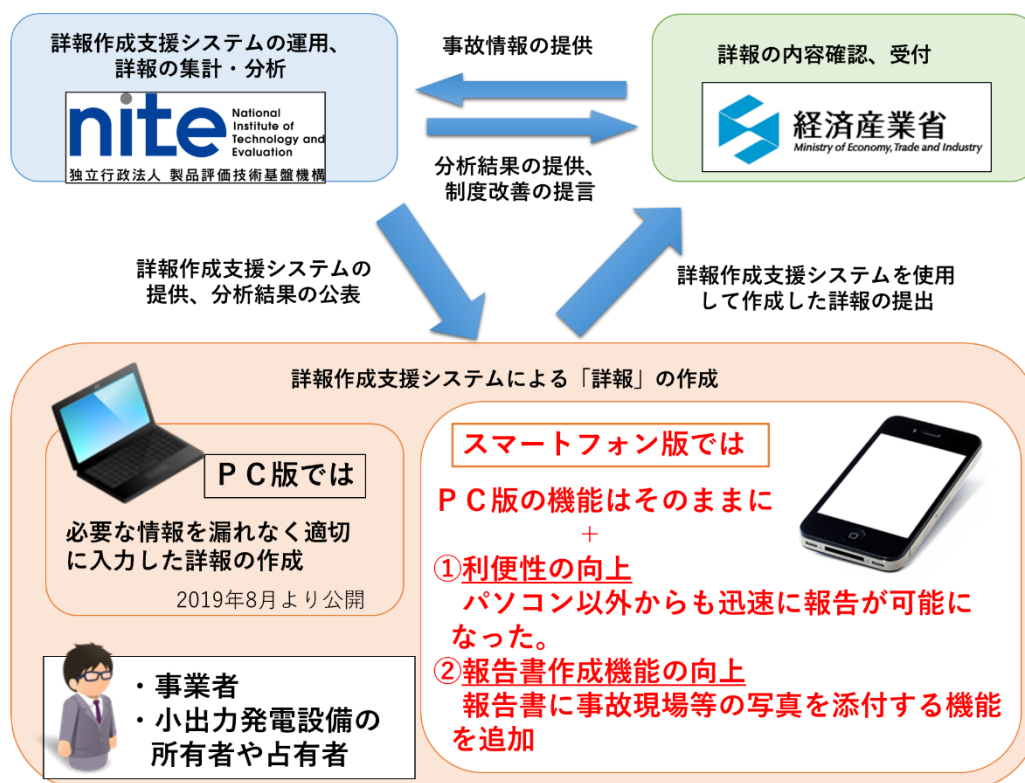 詳報作成支援システムの運用、
詳報の集計・分析
nite
National
Institute of
Technology and
Evaluation
独立行政法人 製品評価技術基盤機構
事故情報の提供
分析結果の提供、
制度改善の提言
詳報の内容確認、受付
経済産業省
Ministry of Economy, Trade and Industry
詳報作成支援システムの
提供、分析結果の公表
詳報作成支援システムを使用
して作成した詳報の提出
詳報作成支援システムによる「詳報」の作成
ＰＣ版では
必要な情報を漏れなく適切
に入力した詳報の作成
2019年8月より公開
・事業者
・小出力発電設備の
所有者や占有者
スマートフォン版では
ＰＣ版の機能はそのままに
＋
①利便性の向上
パソコン以外からも迅速に報告が可能に
なった。
②報告書作成機能の向上
報告書に事故現場等の写真を添付する機能
を追加